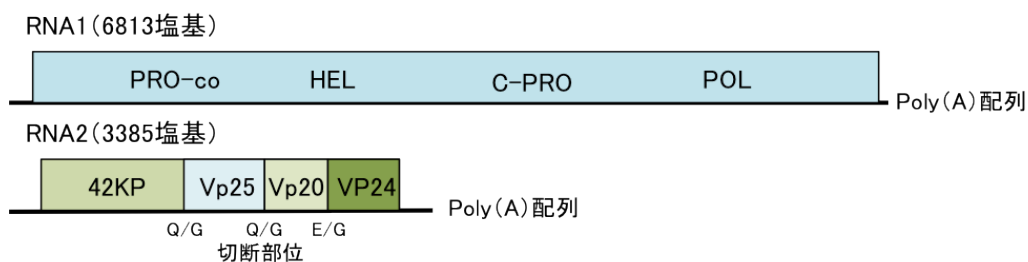 RNA1(6813塩基)
PRO-co HEL C-PRO POL
Poly(A)配列
RNA2(3385塩基)
42KP Vp25 Vp20 VP24
Poly(A)配列
Q/G Q/G E/G
切断部位